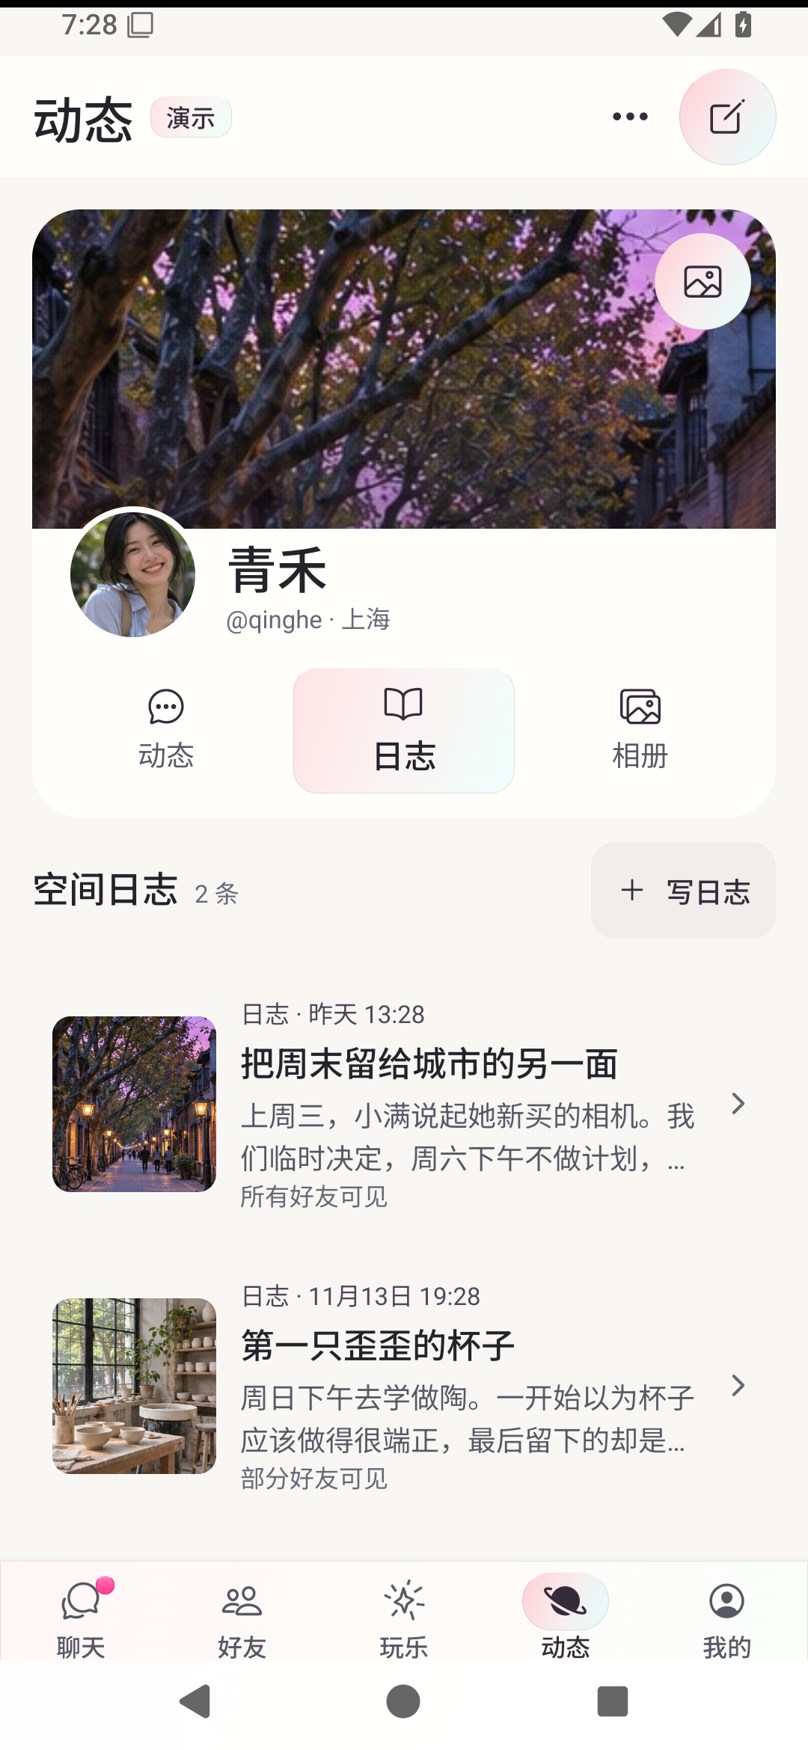 7:28
动态 演示
青禾
@qinghe · 上海
动态 日志 相册
空间日志 2 条 + 写日志
日志 · 昨天 13:28
把周末留给城市的另一面
上周三，小满说起她新买的相机。我
们临时决定，周六下午不做计划，...
所有好友可见
日志 · 11月13日 19:28
第一只歪歪的杯子
周日下午去学做陶。一开始以为杯子
应该做得很端正，最后留下的却是...
部分好友可见
聊天 好友 玩乐 动态 我的